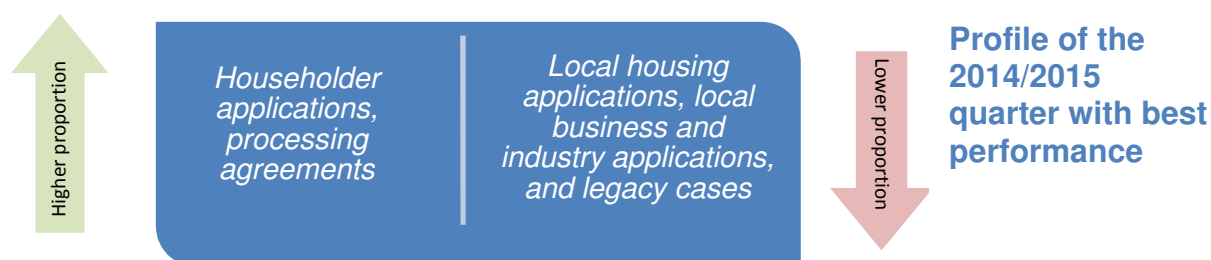 Higher proportion
Householder
applications,
processing
agreements
Local housing
applications, local
business and
industry applications,
and legacy cases
Lower proportion
Profile of the
2014/2015
quarter with best
performance